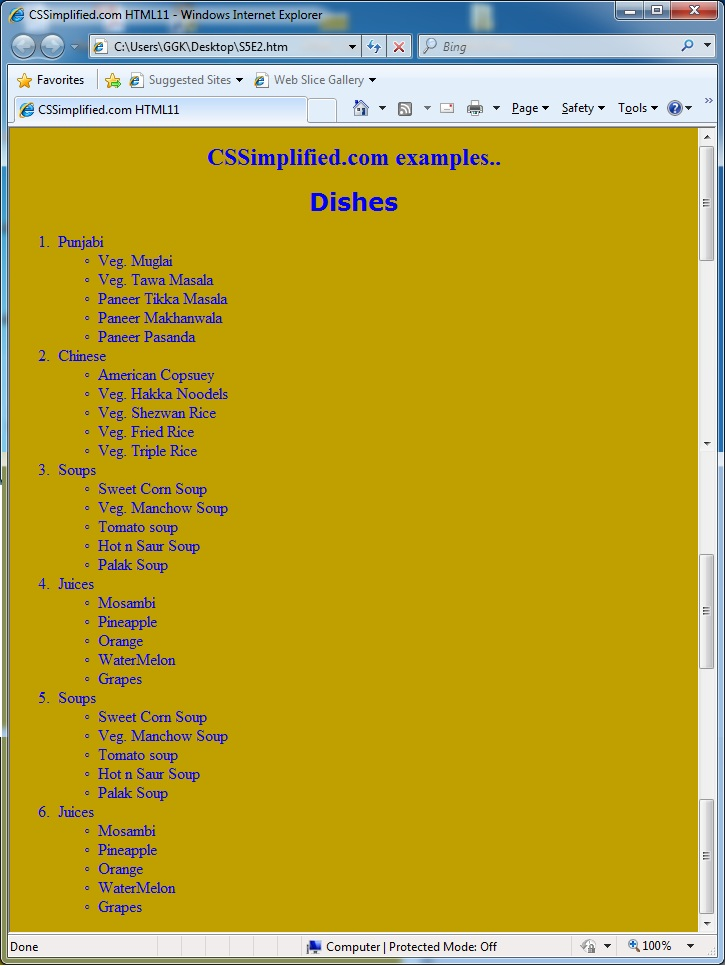 CSSimplified.com HTML11 - Windows Internet Explorer
C:\Users\GGK\Desktop\S5E2.htm
Bing
Favorites
Suggested Sites
Web Slice Gallery
CSSimplified.com HTML11
Page
Safety
Tools
CSSimplified.com examples..
Dishes
1. Punjabi
Veg. Muglai
Veg. Tawa Masala
Paneer Tikka Masala
Paneer Makhanwala
Paneer Pasanda
2. Chinese
American Copsuey
Veg. Hakka Noodels
Veg. Shezwan Rice
Veg. Fried Rice
Veg. Triple Rice
3. Soups
Sweet Corn Soup
Veg. Manchow Soup
Tomato soup
Hot n Saur Soup
Palak Soup
4. Juices
Mosambi
Pineapple
Orange
WaterMelon
Grapes
5. Soups
Sweet Corn Soup
Veg. Manchow Soup
Tomato soup
Hot n Saur Soup
Palak Soup
6. Juices
Mosambi
Pineapple
Orange
WaterMelon
Grapes
Done
Computer | Protected Mode: Off
100%